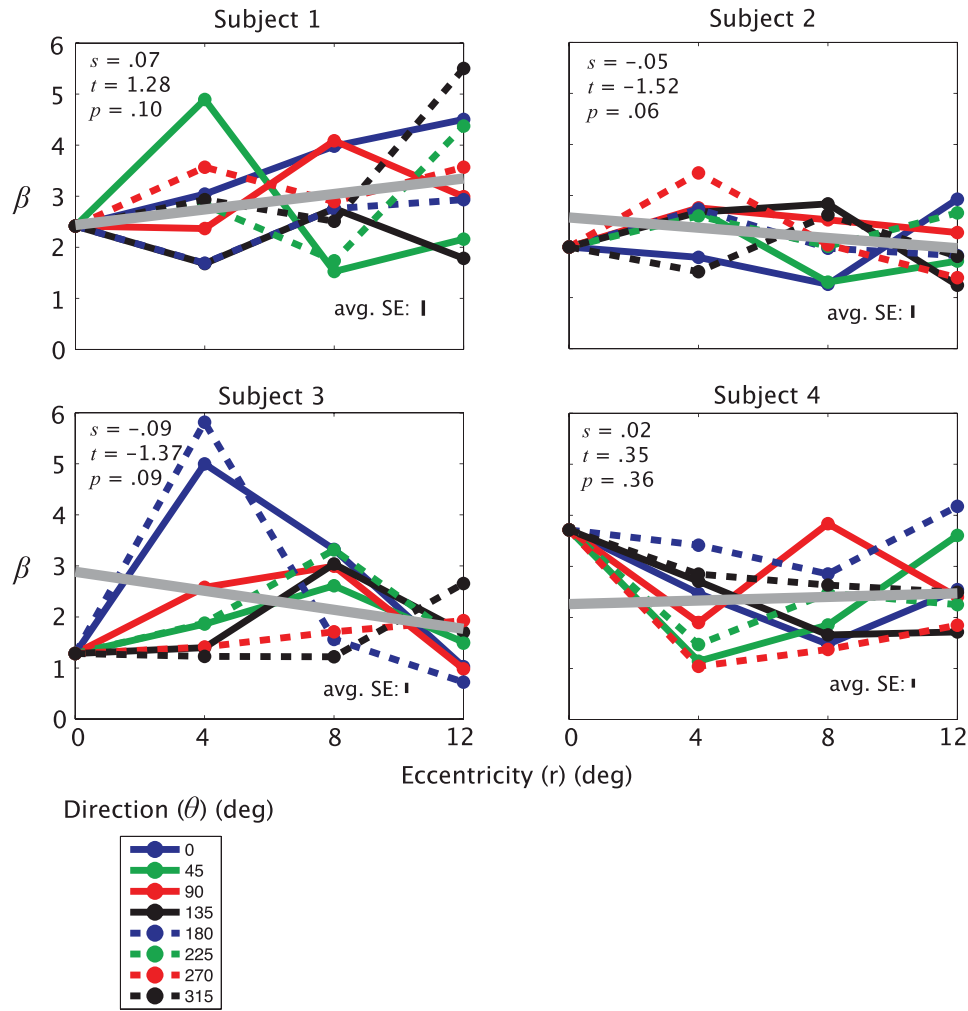 Subject 1
Subject 2
6
5
4
3
2
1
0
β
s = .07
t = 1.28
p = .10
avg. SE:
s = -.05
t = -1.52
p = .06
avg. SE:
Subject 3
Subject 4
6
5
4
3
2
1
0
β
s = -.09
t = -1.37
p = .09
avg. SE:
s = .02
t = .35
p = .36
avg. SE:
0 4 8 12
0 4 8 12
Eccentricity (r) (deg)
Direction (θ) (deg)
0
45
90
135
180
225
270
315